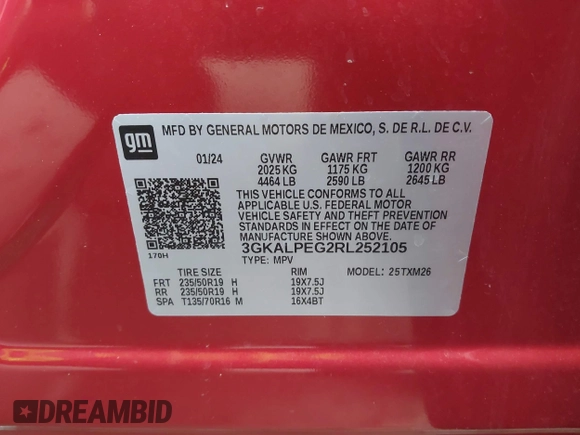 gm MFD BY GENERAL MOTORS DE MEXICO, S. DE R.L. DE C.V.
01/24 GVWR GAWR FRT GAWR RR
2025 KG 1175 KG 1200 KG
4464 LB 2590 LB 2645 LB
THIS VEHICLE CONFORMS TO ALL
APPLICABLE U.S. FEDERAL MOTOR
VEHICLE SAFETY AND THEFT PREVENTION
STANDARDS IN EFFECT ON THE DATE OF
MANUFACTURE SHOWN ABOVE.
3GKALPEG2RL252105
170H TYPE: MPV
TIRE SIZE RIM MODEL: 25TXM26
FRT 235/50R19 H 19X7.5J
RR 235/50R19 H 19X7.5J
SPA T135/70R16 M 16X4BT
DREAMBID